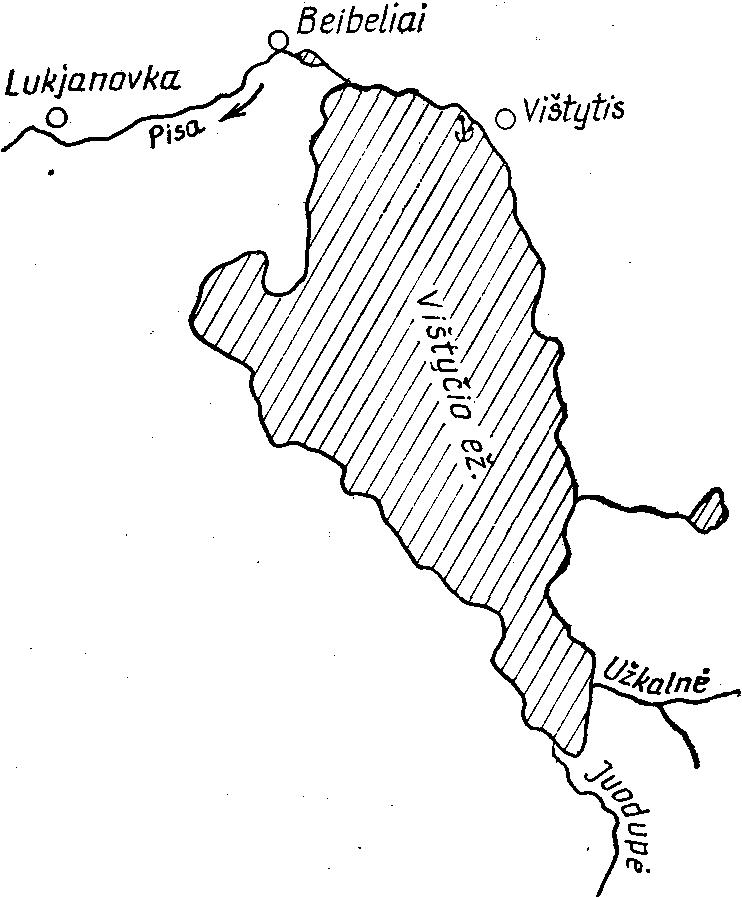 Beibeliai
Lukjanovka
Pisa
Vištytis
Vištyčio ež.
Užkalnė
Juodupė